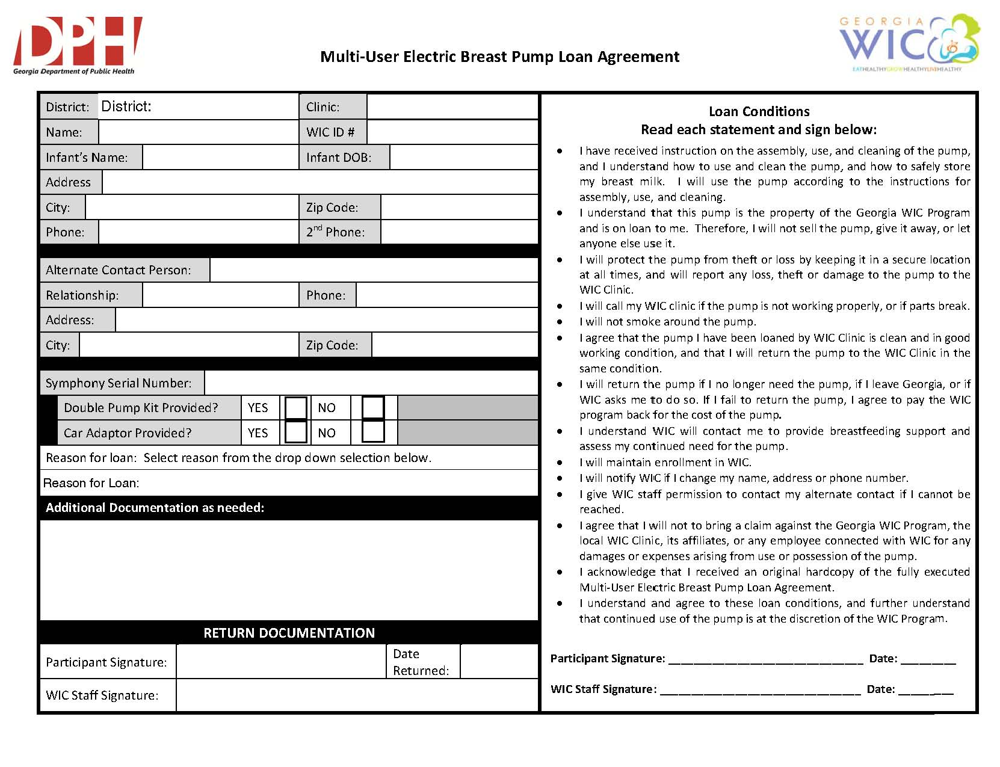 DPH
Georgia Department of Public Health
Multi-User Electric Breast Pump Loan Agreement
GEORGIA
WIC
EATHEALTHYGROWHEALTHYLIVEHEALTHY
District: District: Clinic:
Name: WIC ID #
Infant’s Name: Infant DOB:
Address
City: Zip Code:
Phone: 2nd Phone:
Alternate Contact Person:
Relationship: Phone:
Address:
City: Zip Code:
Symphony Serial Number:
Double Pump Kit Provided? YES NO
Car Adaptor Provided? YES NO
Reason for loan:  Select reason from the drop down selection below.
Reason for Loan:
Additional Documentation as needed:
RETURN DOCUMENTATION
Participant Signature: Date
Returned:
WIC Staff Signature:
Loan Conditions
Read each statement and sign below:
• I have received instruction on the assembly, use, and cleaning of the pump,
and I understand how to use and clean the pump, and how to safely store
my breast milk.  I will use the pump according to the instructions for
assembly, use, and cleaning.
• I understand that this pump is the property of the Georgia WIC Program
and is on loan to me.  Therefore, I will not sell the pump, give it away, or let
anyone else use it.
• I will protect the pump from theft or loss by keeping it in a secure location
at all times, and will report any loss, theft or damage to the pump to the
WIC Clinic.
• I will call my WIC clinic if the pump is not working properly, or if parts break.
• I will not smoke around the pump.
• I agree that the pump I have been loaned by WIC Clinic is clean and in good
working condition, and that I will return the pump to the WIC Clinic in the
same condition.
• I will return the pump if I no longer need the pump, if I leave Georgia, or if
WIC asks me to do so. If I fail to return the pump, I agree to pay the WIC
program back for the cost of the pump.
• I understand WIC will contact me to provide breastfeeding support and
assess my continued need for the pump.
• I will maintain enrollment in WIC.
• I will notify WIC if I change my name, address or phone number.
• I give WIC staff permission to contact my alternate contact if I cannot be
reached.
• I agree that I will not to bring a claim against the Georgia WIC Program, the
local WIC Clinic, its affiliates, or any employee connected with WIC for any
damages or expenses arising from use or possession of the pump.
• I acknowledge that I received an original hardcopy of the fully executed
Multi-User Electric Breast Pump Loan Agreement.
• I understand and agree to these loan conditions, and further understand
that continued use of the pump is at the discretion of the WIC Program.
Participant Signature: ______________________________ Date: _________
WIC Staff Signature: _______________________________ Date: _________